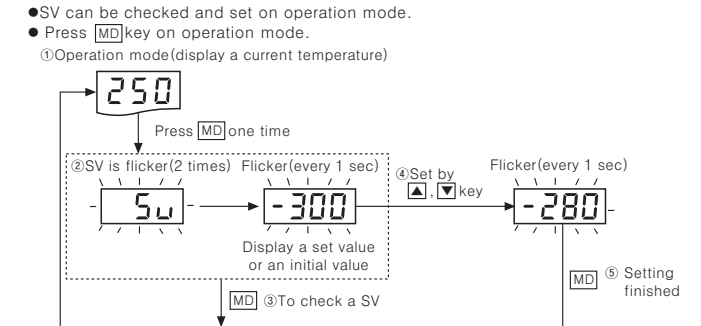 ●SV can be checked and set on operation mode.
● Press MD key on operation mode.
①Operation mode(display a current temperature)
250
Press MD one time
②SV is flicker(2 times) Flicker(every 1 sec)
④Set by
▲, ▼ key
Flicker(every 1 sec)
Su
-300
-280
Display a set value
or an initial value
MD ⑤ Setting
finished
MD ③To check a SV